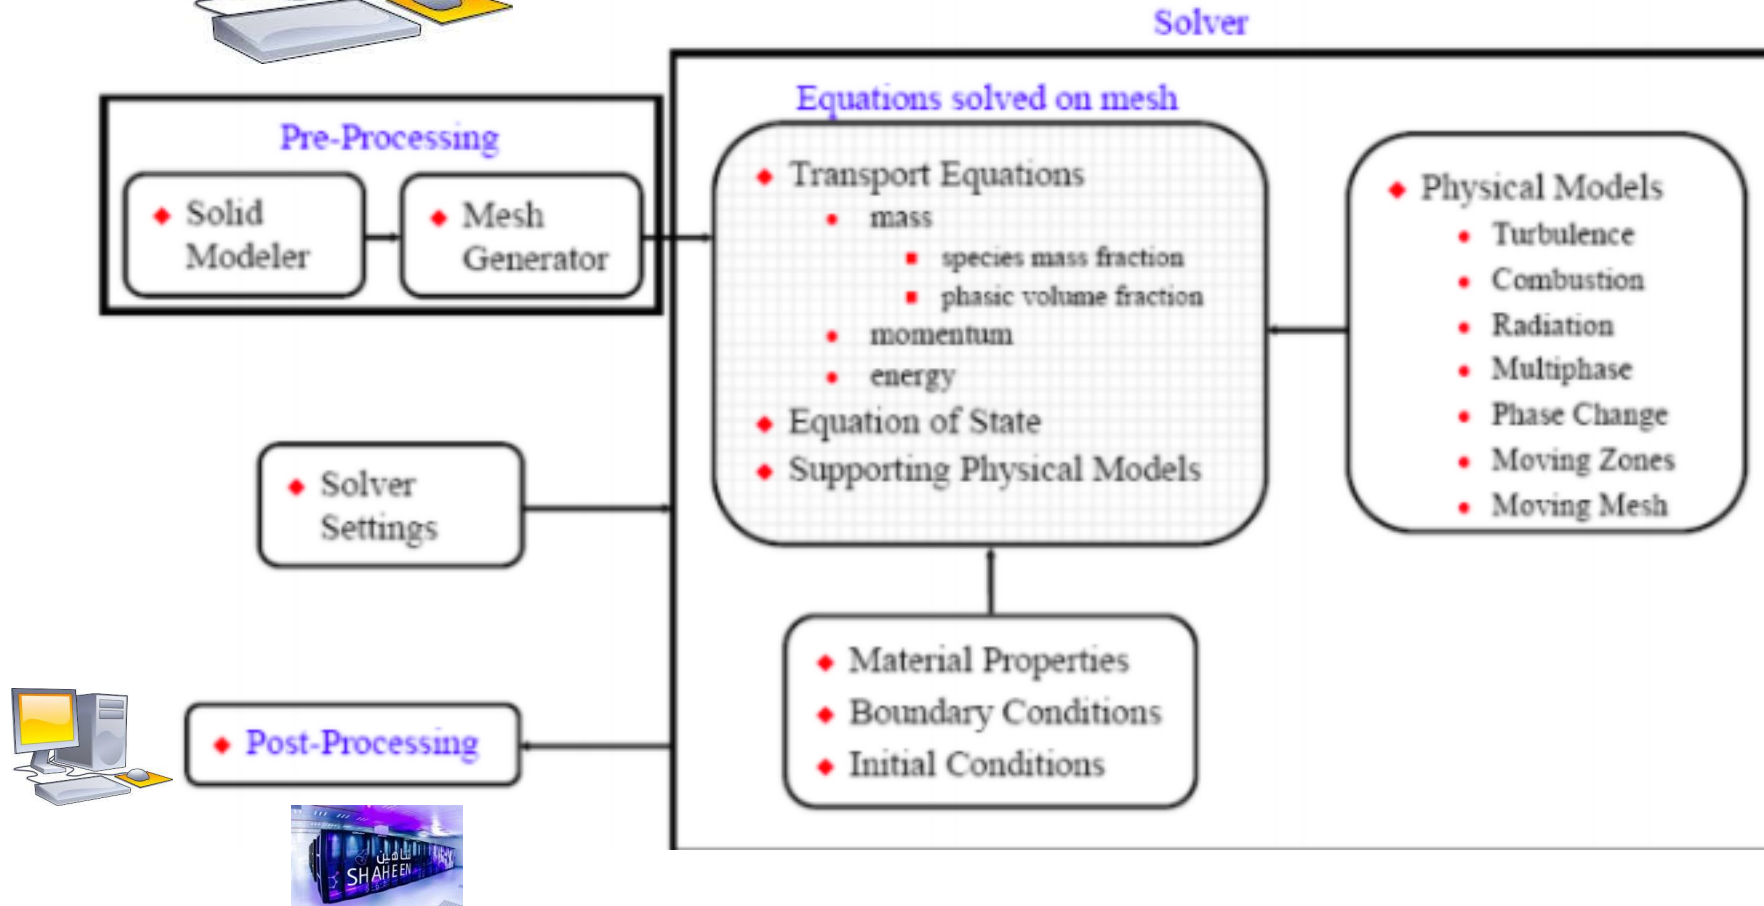 Solver
Equations solved on mesh
Pre-Processing
Solid
Modeler
Mesh
Generator
Transport Equations
mass
species mass fraction
phasic volume fraction
momentum
energy
Equation of State
Supporting Physical Models
Physical Models
Turbulence
Combustion
Radiation
Multiphase
Phase Change
Moving Zones
Moving Mesh
Solver
Settings
Material Properties
Boundary Conditions
Initial Conditions
Post-Processing
شاهين
SHAHEEN